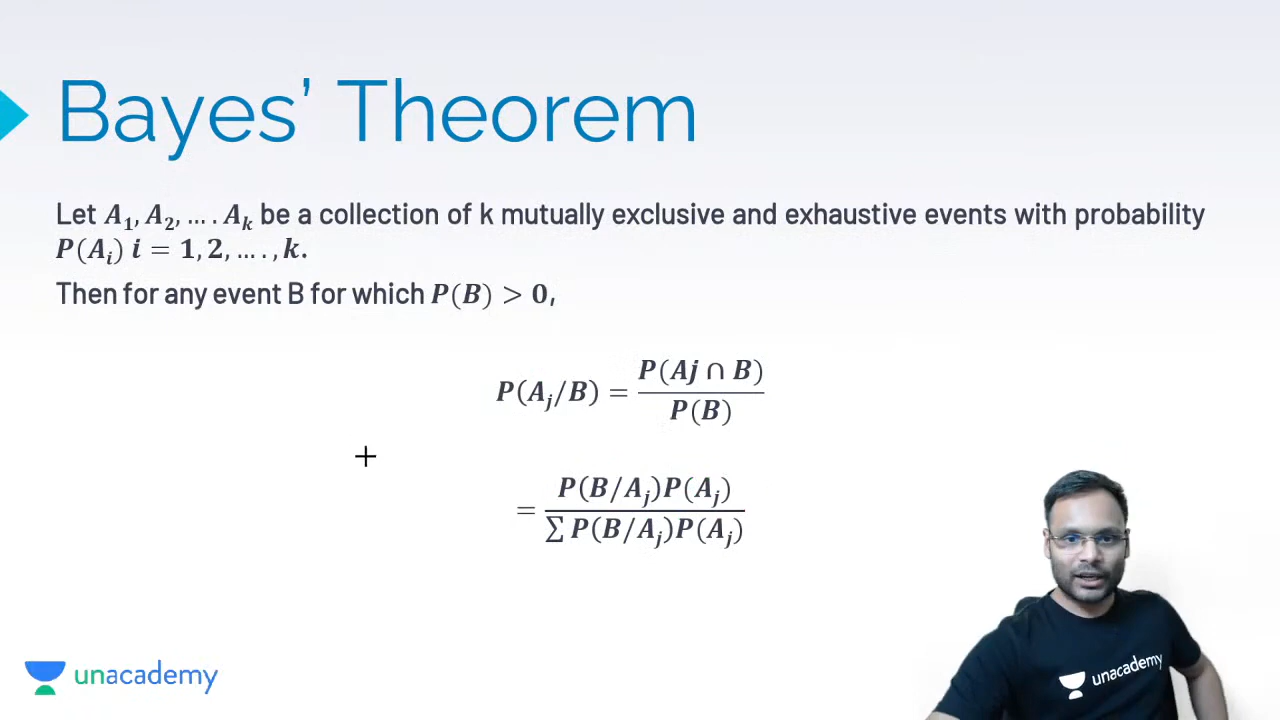 Bayes’ Theorem
Let A₁, A₂, … . Aₖ be a collection of k mutually exclusive and exhaustive events with probability
P(Aᵢ) i = 1, 2, … . , k.
Then for any event B for which P(B) > 0,
P(Aⱼ/B) = P(Aj ∩ B) / P(B)
= P(B/Aⱼ)P(Aⱼ) / ∑ P(B/Aⱼ)P(Aⱼ)
unacademy
unacademy